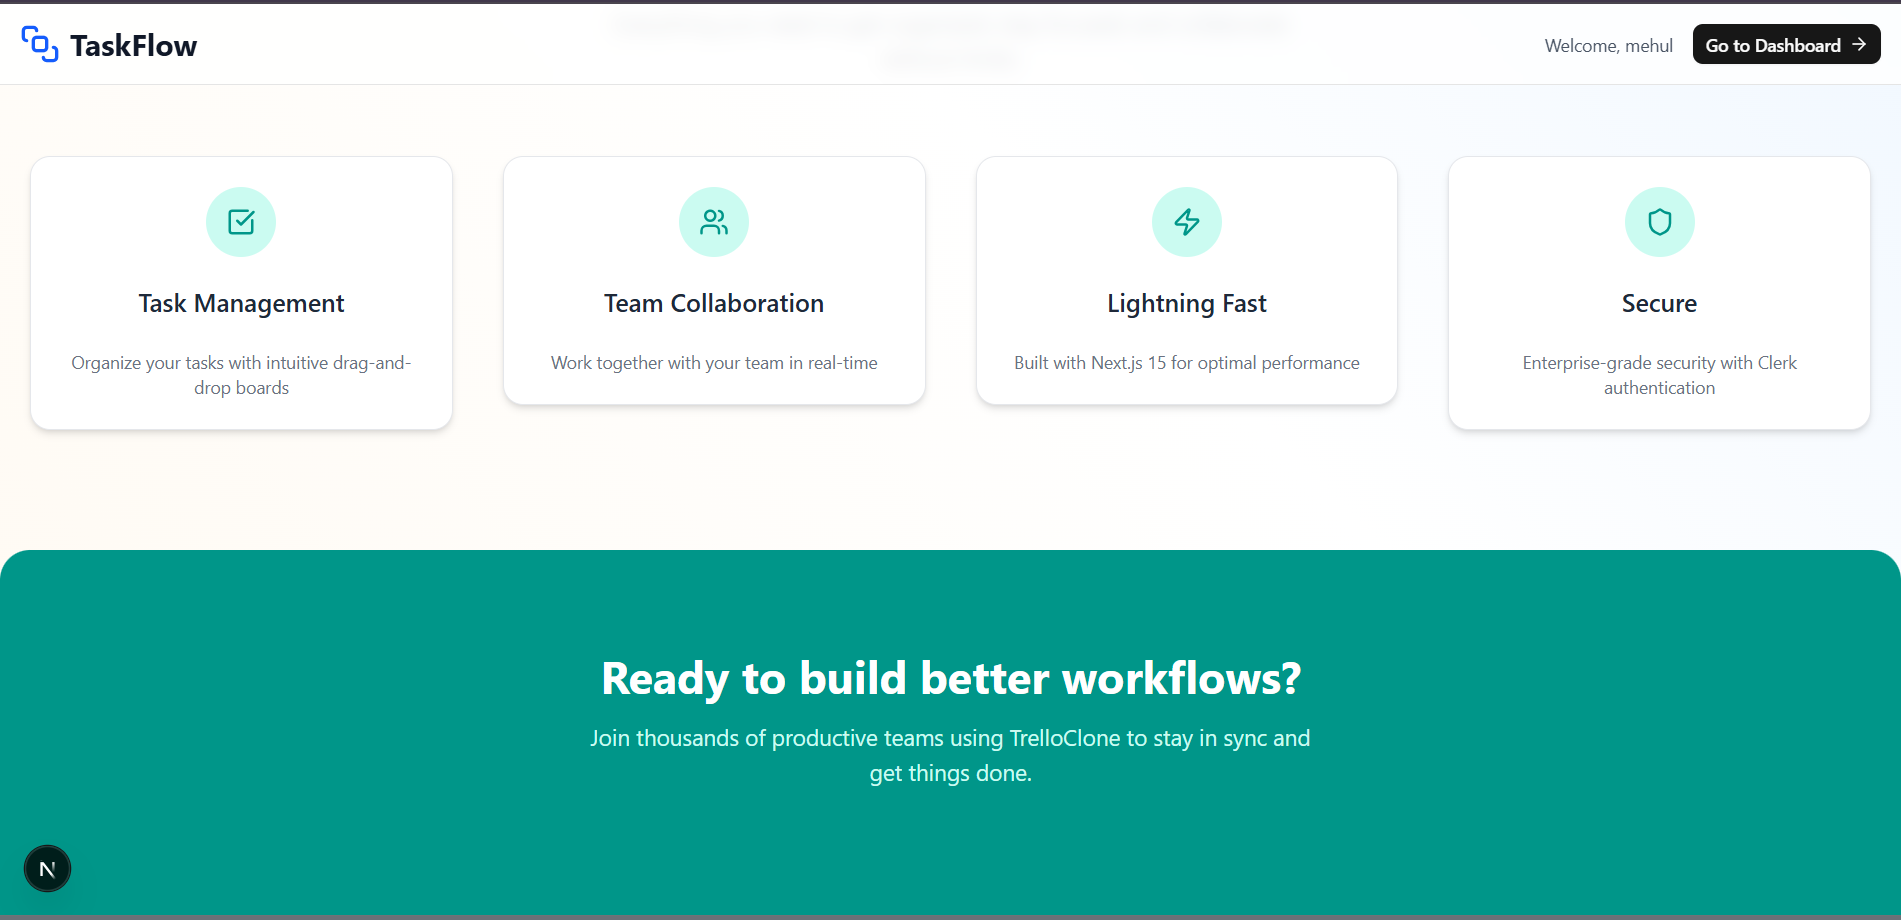 TaskFlow
Welcome, mehul
Go to Dashboard
Task Management
Organize your tasks with intuitive drag-and-
drop boards
Team Collaboration
Work together with your team in real-time
Lightning Fast
Built with Next.js 15 for optimal performance
Secure
Enterprise-grade security with Clerk
authentication
Ready to build better workflows?
Join thousands of productive teams using TrelloClone to stay in sync and
get things done.
N